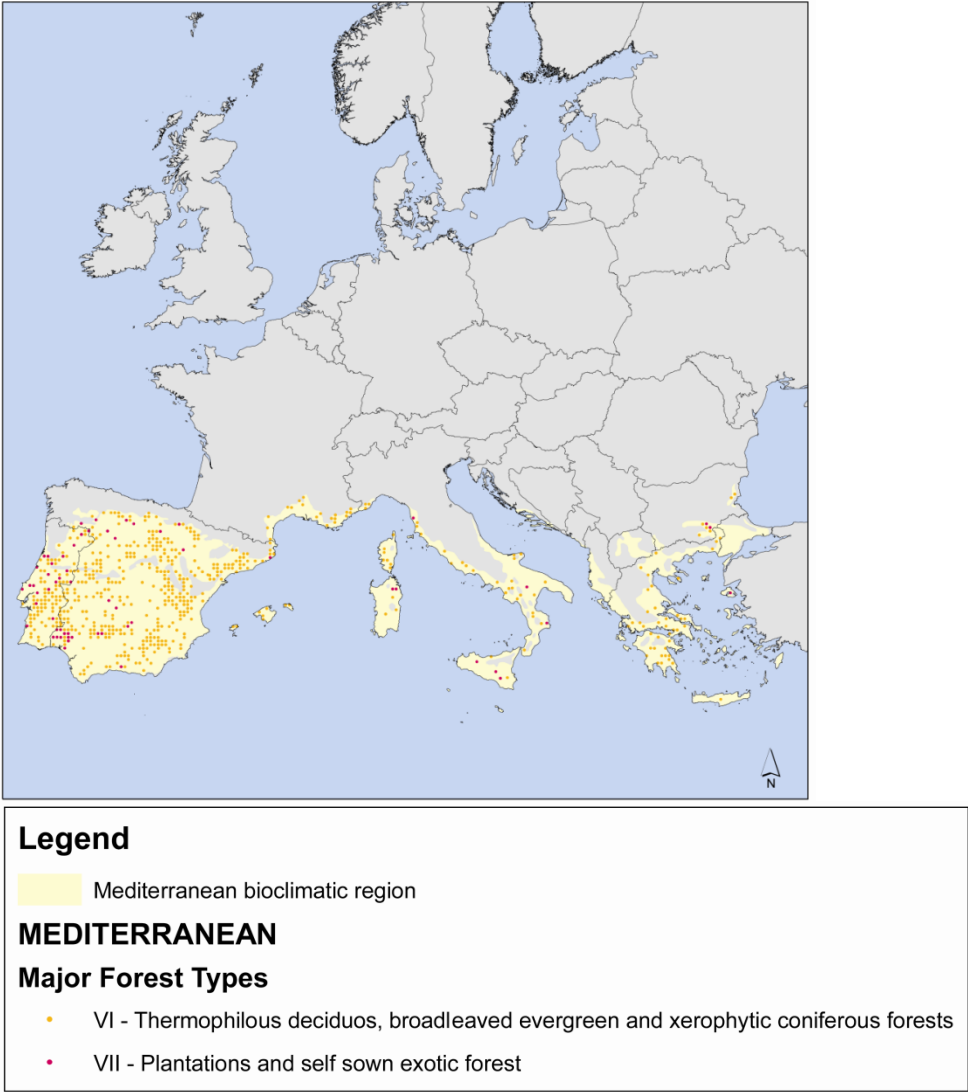 N
Legend
Mediterranean bioclimatic region
MEDITERRANEAN
Major Forest Types
VI - Thermophilous deciduos, broadleaved evergreen and xerophytic coniferous forests
VII - Plantations and self sown exotic forest